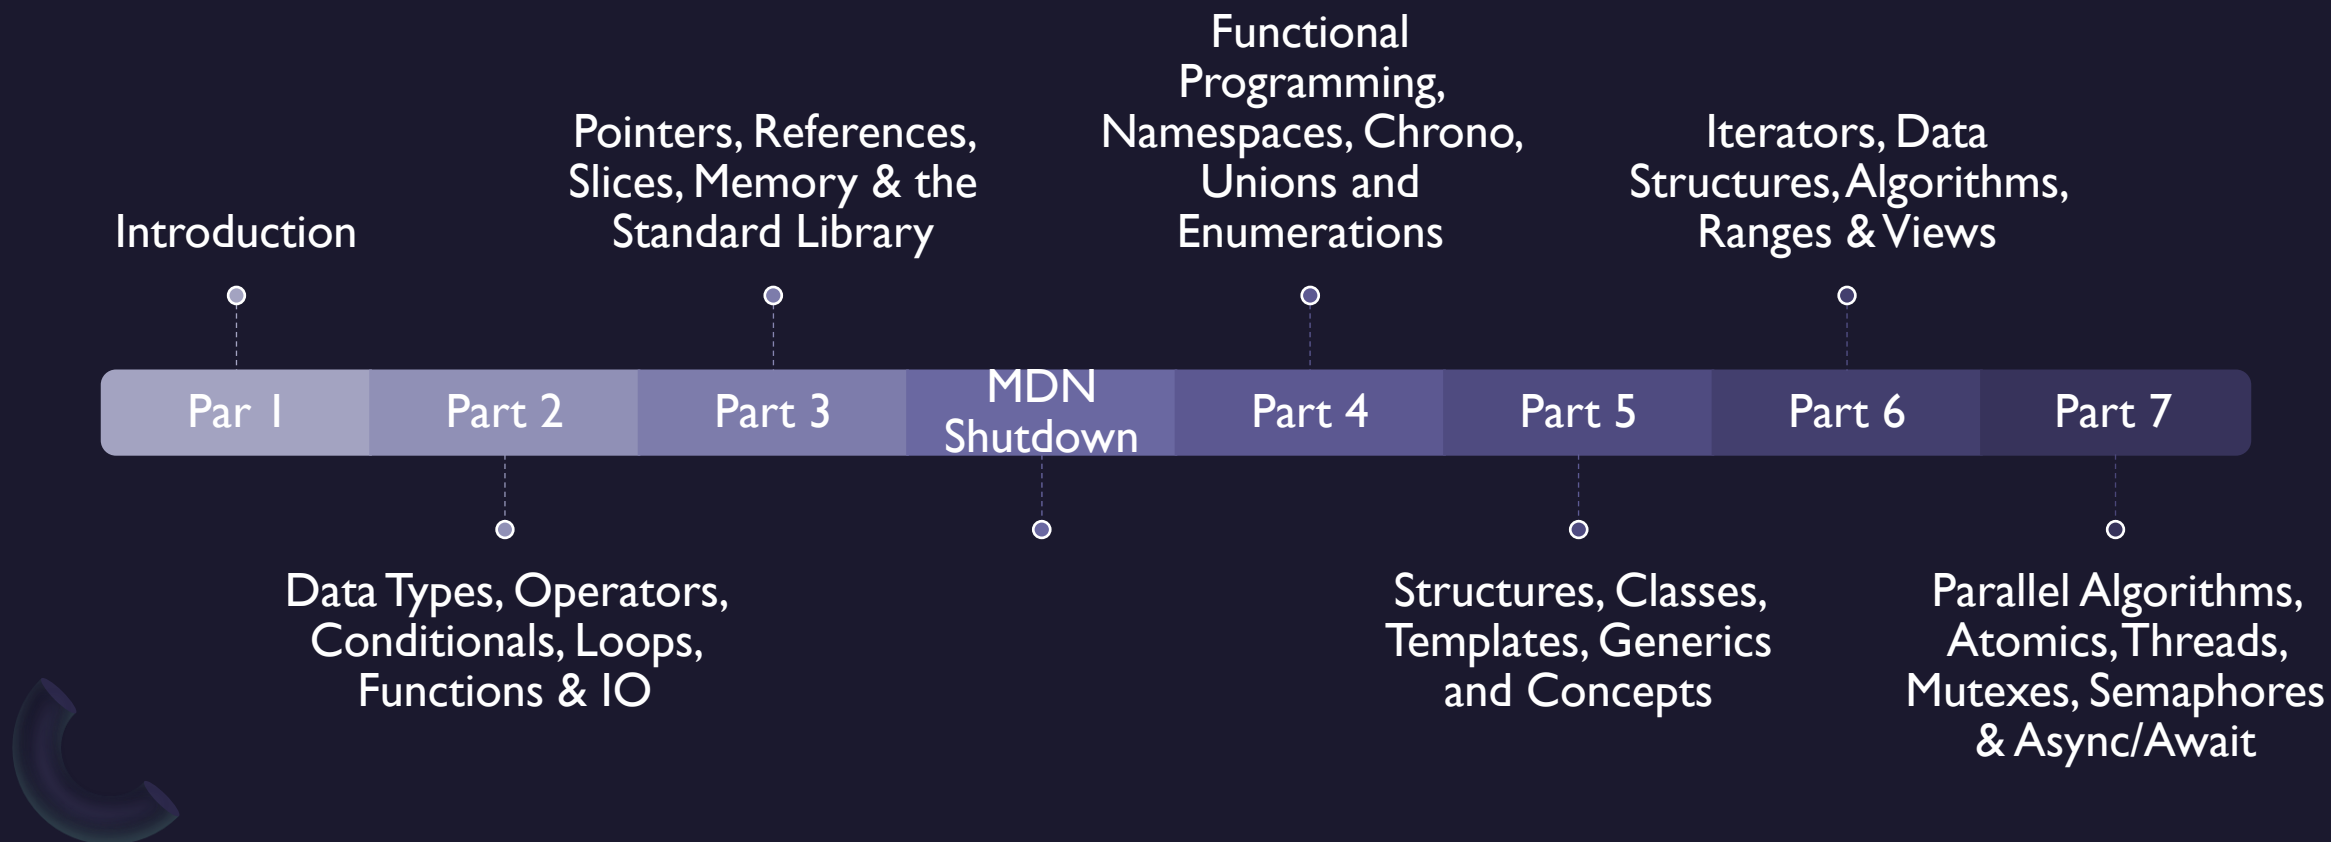 Introduction
Par 1
Data Types, Operators,
Conditionals, Loops,
Functions & IO
Part 2
Pointers, References,
Slices, Memory & the
Standard Library
Part 3
MDN
Shutdown
Functional
Programming,
Namespaces, Chrono,
Unions and
Enumerations
Part 4
Part 5
Structures, Classes,
Templates, Generics
and Concepts
Iterators, Data
Structures, Algorithms,
Ranges & Views
Part 6
Part 7
Parallel Algorithms,
Atomics, Threads,
Mutexes, Semaphores
& Async/Await